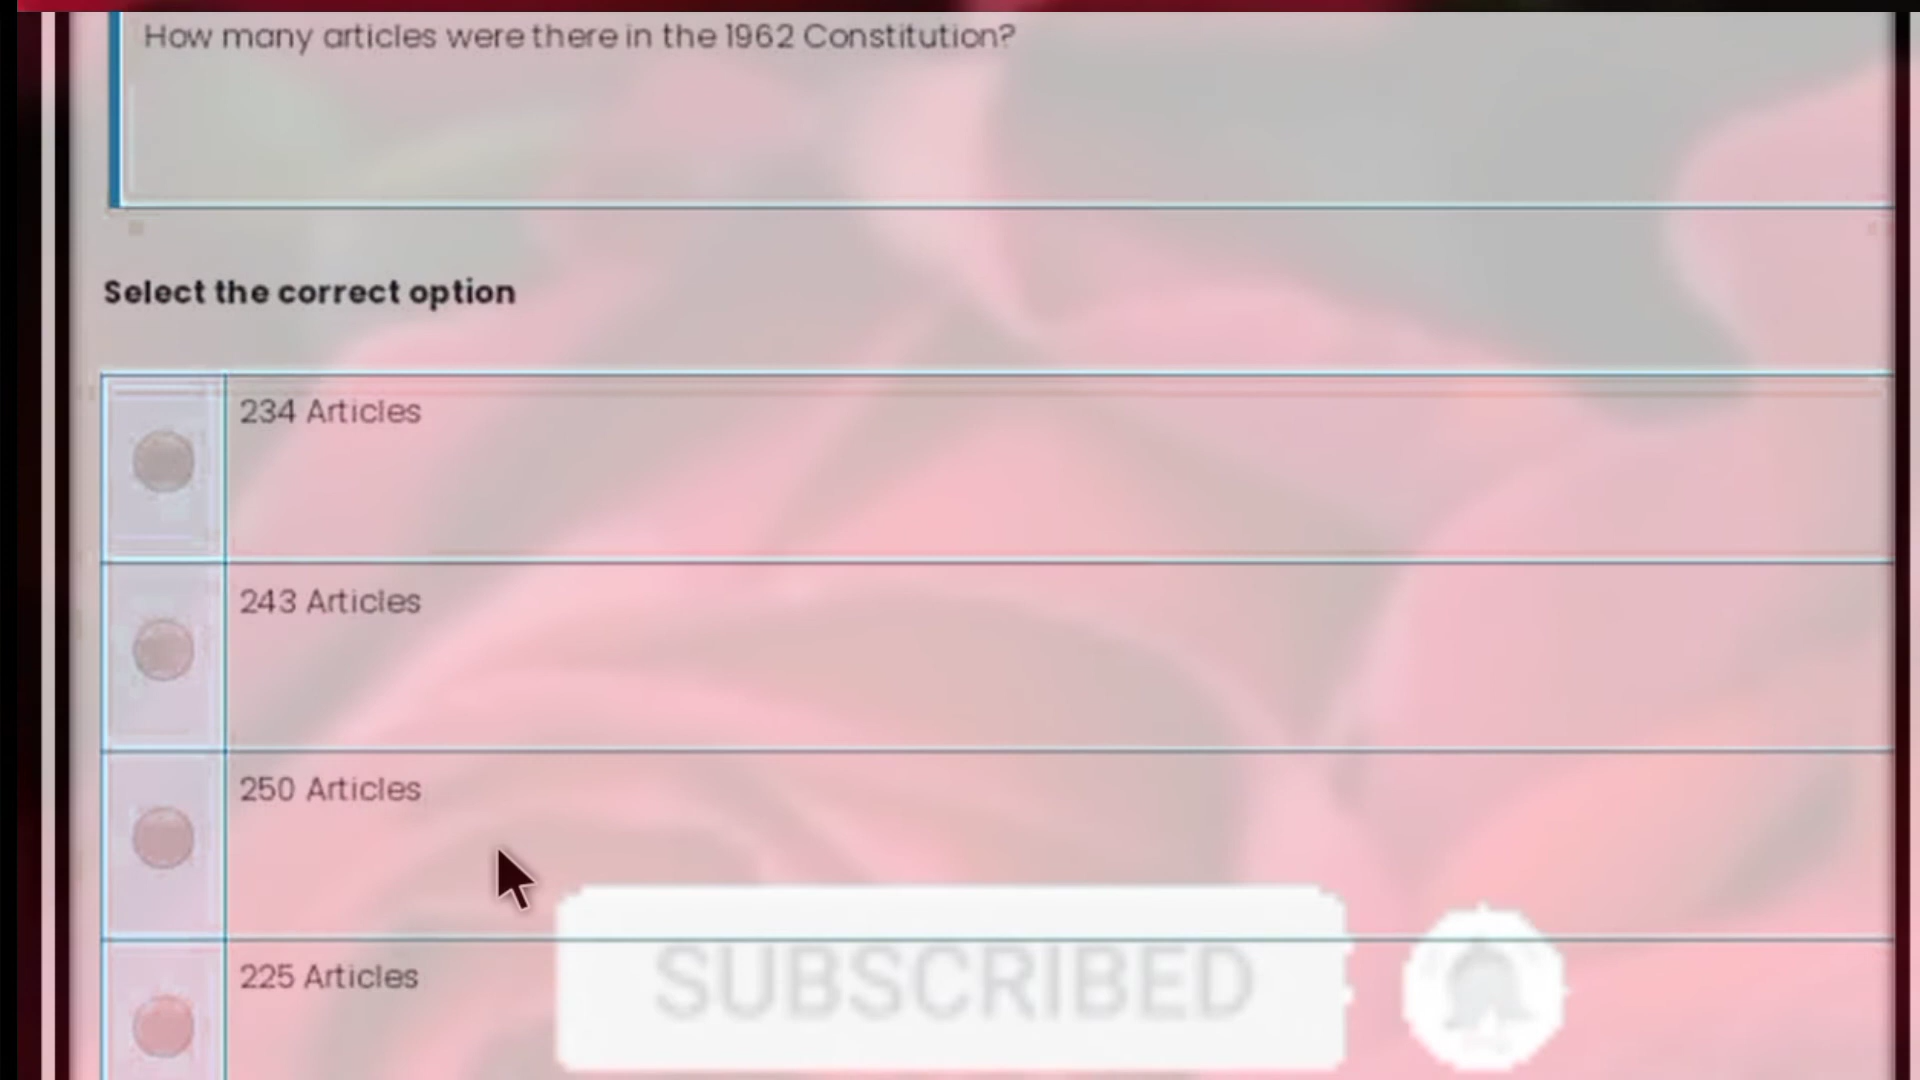 How many articles were there in the 1962 Constitution?
Select the correct option
234 Articles
243 Articles
250 Articles
225 Articles
SUBSCRIBED